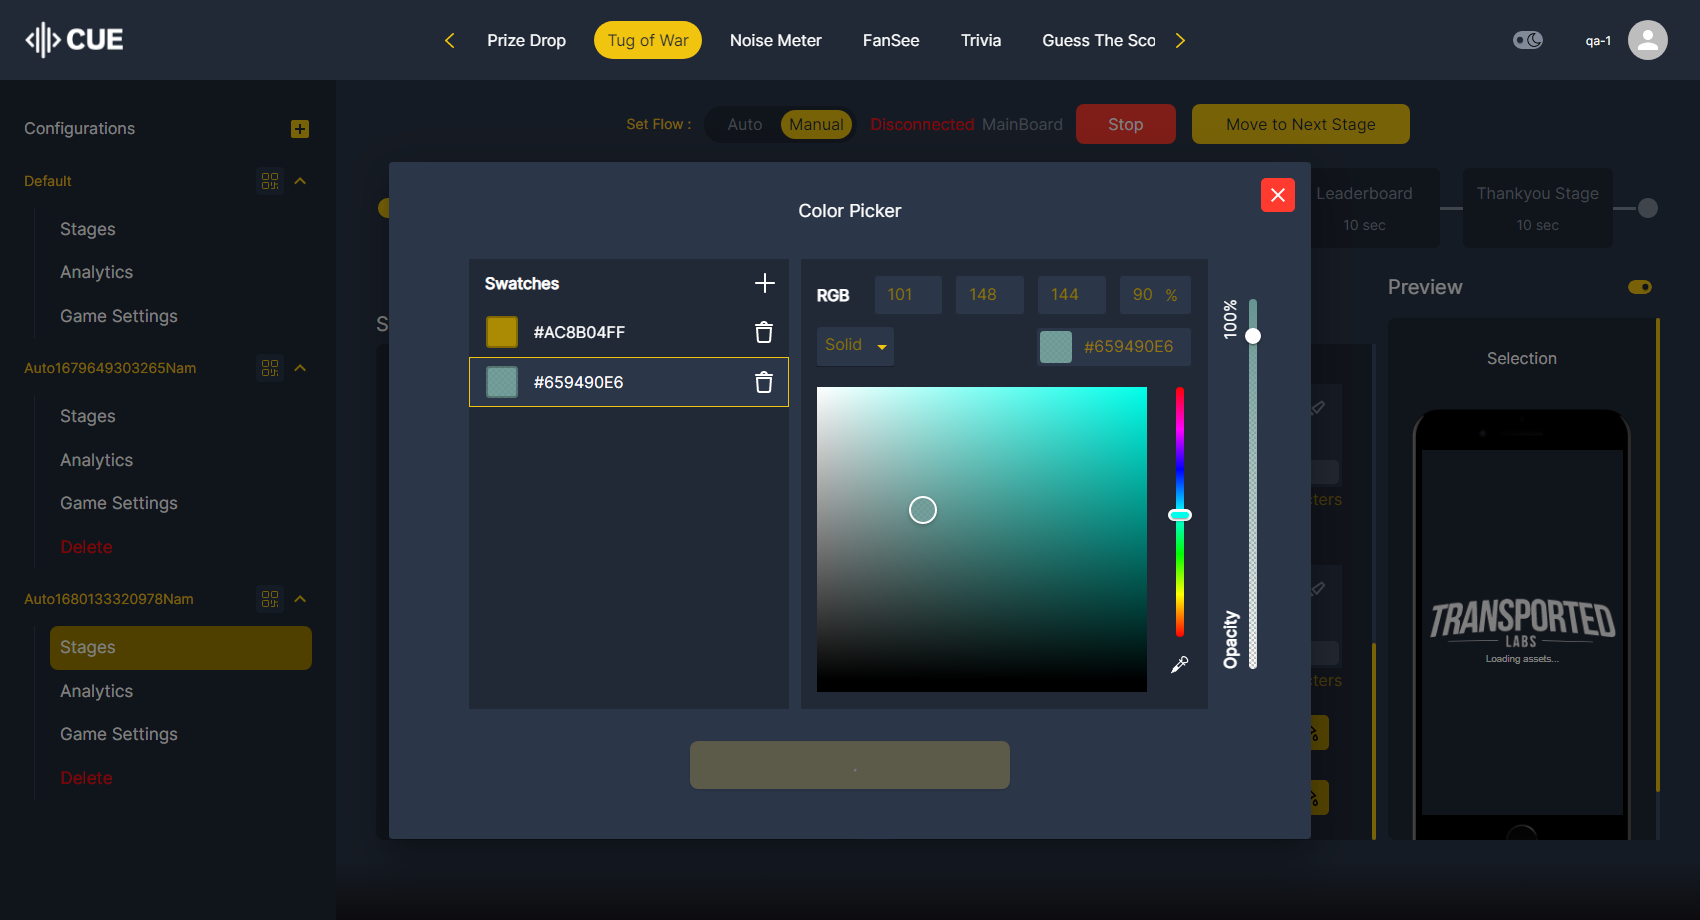 CUE
Prize Drop
Tug of War
Noise Meter
FanSee
Trivia
Guess The Sco
qa-1
Configurations
Set Flow :
Auto
Manual
Disconnected MainBoard
Stop
Move to Next Stage
Default
Stages
Analytics
Game Settings
Auto1679649303265Nam
Stages
Analytics
Game Settings
Delete
Auto1680133320978Nam
Stages
Analytics
Game Settings
Delete
Color Picker
Swatches
#AC8B04FF
#659490E6
RGB
101
148
144
90 %
Solid
#659490E6
100%
Opacity
Leaderboard
10 sec
Thankyou Stage
10 sec
Preview
Selection
TRANSPORTED
LABS
Loading assets...
S
cters
cters